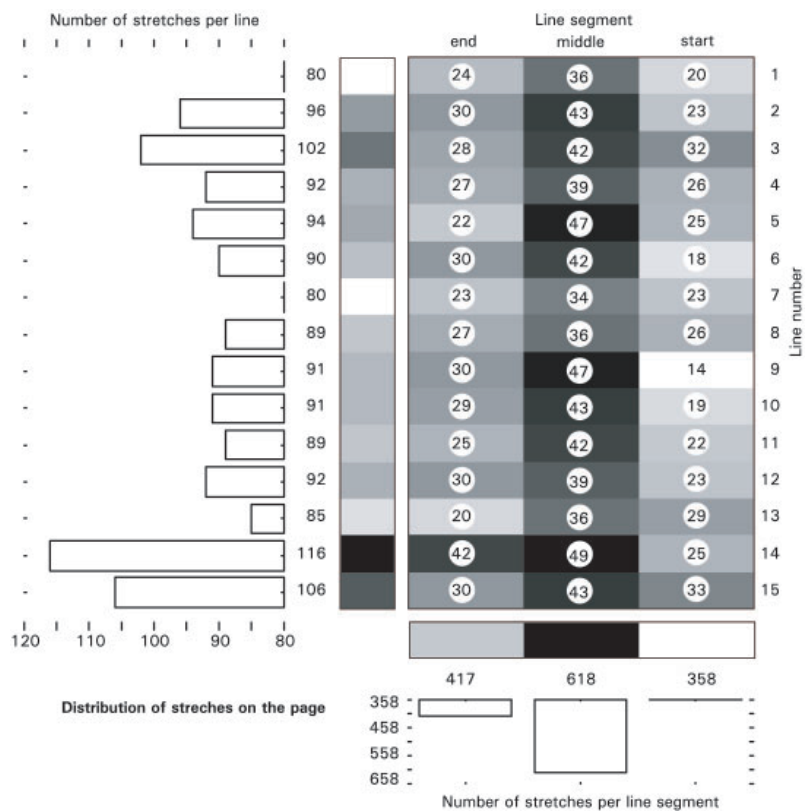 Number of stretches per line
Line segment
end middle start
80 24 36 20 1
96 30 43 23 2
102 28 42 32 3
92 27 39 26 4
94 22 47 25 5
90 30 42 18 6
80 23 34 23 7
89 27 36 26 8
91 30 47 14 9
91 29 43 19 10
89 25 42 22 11
92 30 39 23 12
85 20 36 29 13
116 42 49 25 14
106 30 43 33 15
Line number
120 110 100 90 80
417 618 358
Distribution of streches on the page
358
458
558
658
Number of stretches per line segment